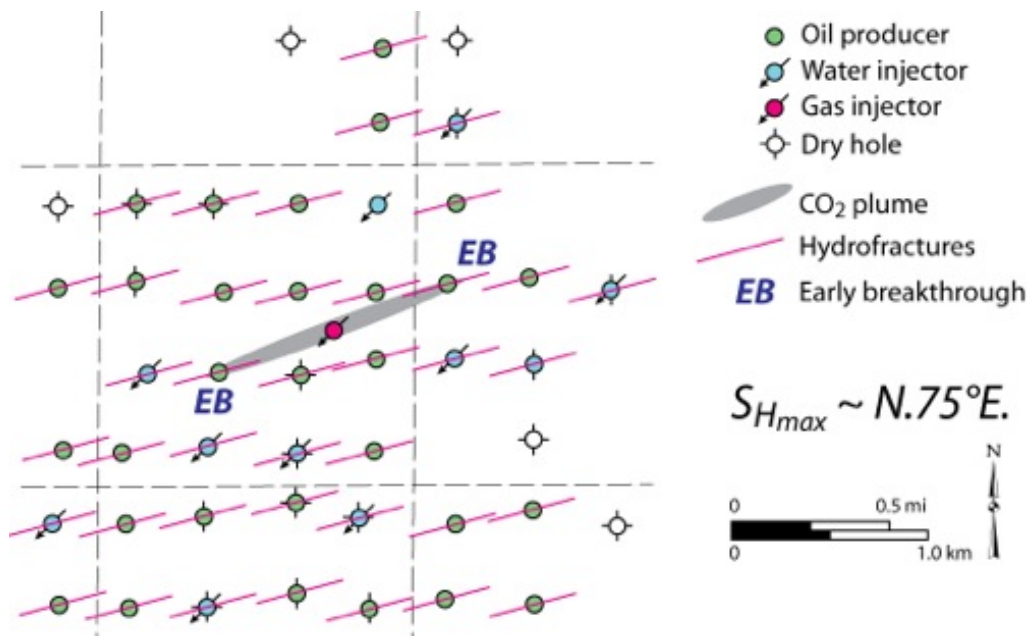 Oil producer
Water injector
Gas injector
Dry hole
CO₂ plume
Hydrofractures
EB Early breakthrough
EB
EB
S_Hmax ~ N.75°E.
N
0 0.5 mi
0 1.0 km